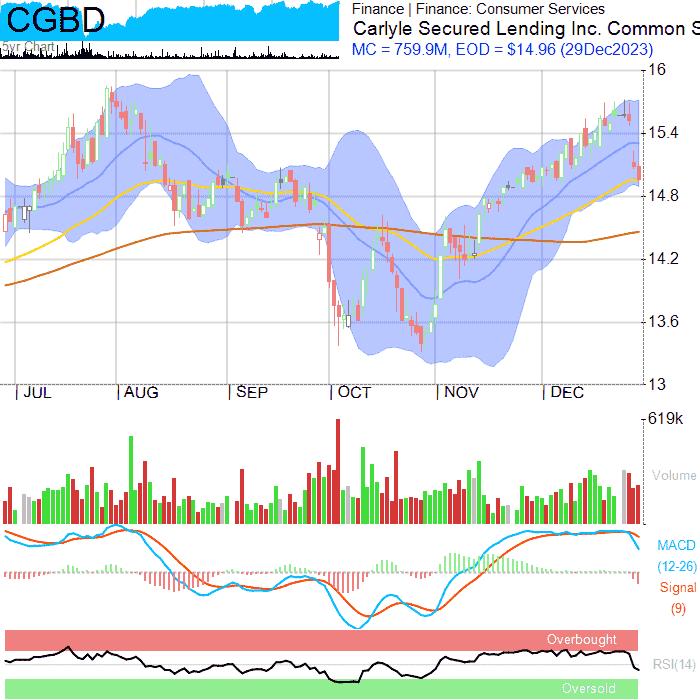 CGBD
5yr Chart
Finance | Finance: Consumer Services
Carlyle Secured Lending Inc. Common S
MC = 759.9M, EOD = $14.96 (29Dec2023)
16
15.4
14.8
14.2
13.6
13
| JUL | AUG | SEP | OCT | NOV | DEC
619k
Volume
MACD
(12-26)
Signal
(9)
Overbought
RSI(14)
Oversold